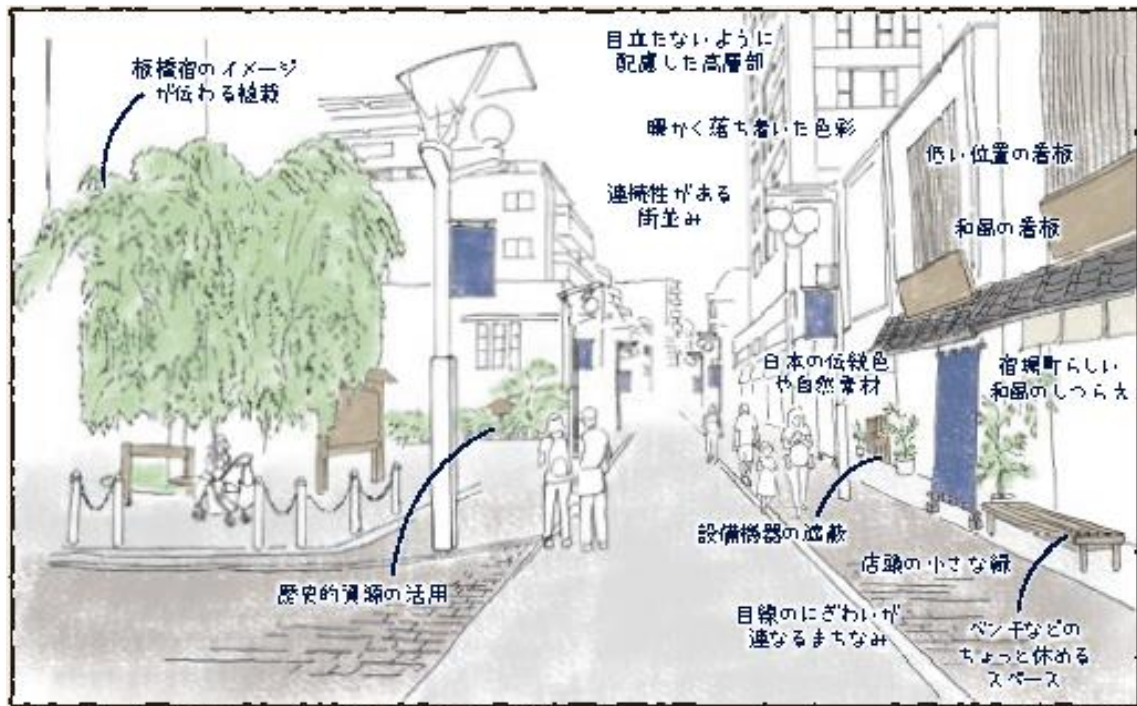 板橋宿のイメージ
が伝わる植栽
目立たないように
配慮した高層部
暖かく落ち着いた色彩
低い位置の看板
連続性がある
街並み
和風の看板
日本の伝統色
や自然素材
宿場町らしい
和風のしつらえ
設備機器の遮蔽
店頭の小さな緑
歴史的資源の活用
目線のにぎわいが
連なるまちなみ
ベンチなどの
ちょっと休める
スペース